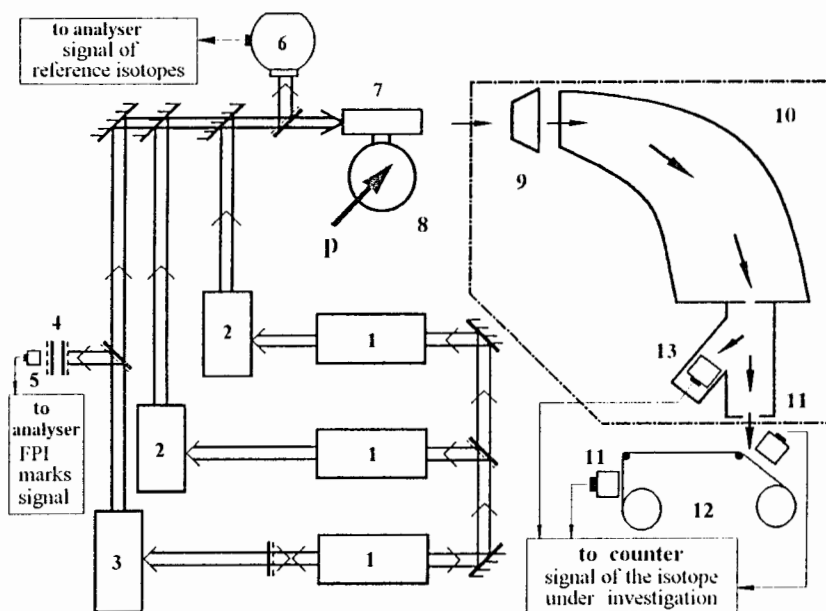 to analyser
signal of
reference isotopes
6
7
10
9
8
p
4
5
to
analyser
FPI
marks
signal
2
1
13
11
2
1
11
12
3
1
to counter
signal of the isotope
under investigation